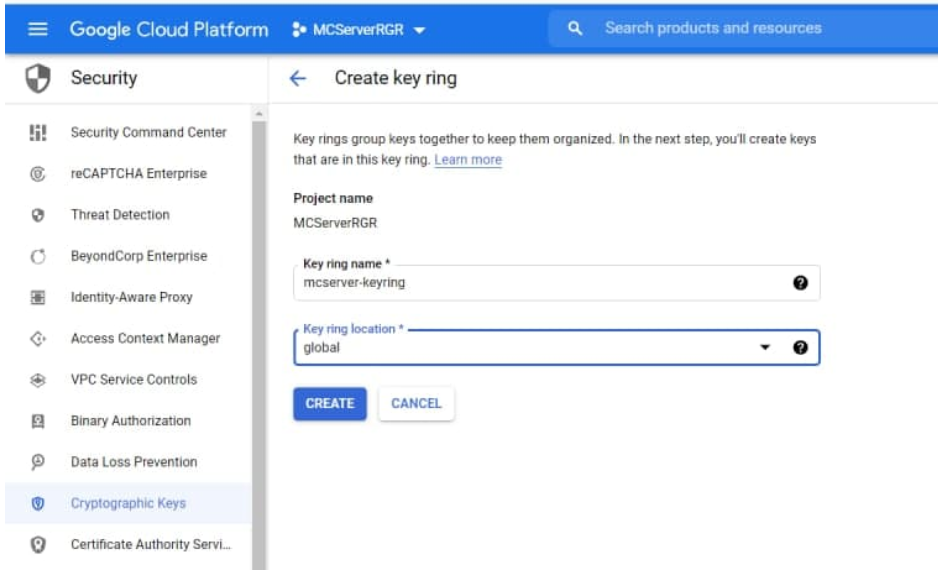 Google Cloud Platform
MCServerRGR
Search products and resources
Security
Create key ring
Security Command Center
reCAPTCHA Enterprise
Threat Detection
BeyondCorp Enterprise
Identity-Aware Proxy
Access Context Manager
VPC Service Controls
Binary Authorization
Data Loss Prevention
Cryptographic Keys
Certificate Authority Servi...
Key rings group keys together to keep them organized. In the next step, you'll create keys
that are in this key ring. Learn more
Project name
MCServerRGR
Key ring name *
mcserver-keyring
Key ring location *
global
CREATE
CANCEL